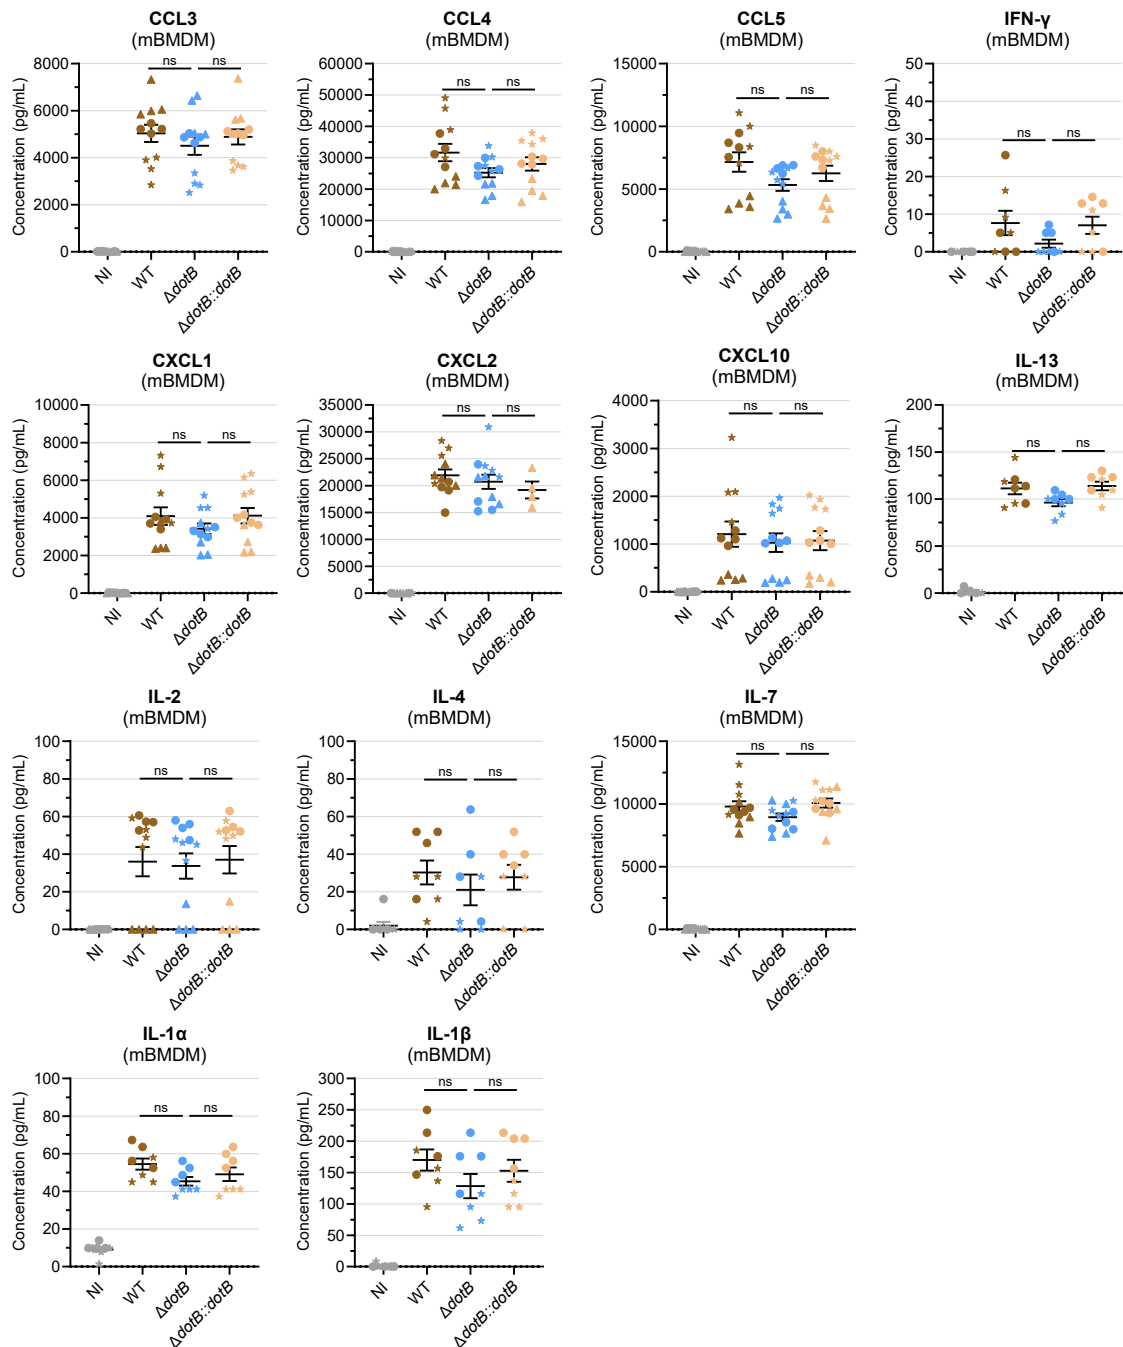 CCL3
(mBMDM)
Concentration (pg/mL)
8000
6000
4000
2000
0
ns ns
NI WT ΔdotB ΔdotB::dotB
CCL4
(mBMDM)
Concentration (pg/mL)
60000
50000
40000
30000
20000
10000
0
ns ns
NI WT ΔdotB ΔdotB::dotB
CCL5
(mBMDM)
Concentration (pg/mL)
15000
10000
5000
0
ns ns
NI WT ΔdotB ΔdotB::dotB
IFN-γ
(mBMDM)
Concentration (pg/mL)
50
40
30
20
10
0
ns ns
NI WT ΔdotB ΔdotB::dotB
CXCL1
(mBMDM)
Concentration (pg/mL)
10000
8000
6000
4000
2000
0
ns ns
NI WT ΔdotB ΔdotB::dotB
CXCL2
(mBMDM)
Concentration (pg/mL)
35000
30000
25000
20000
15000
10000
5000
0
ns ns
NI WT ΔdotB ΔdotB::dotB
CXCL10
(mBMDM)
Concentration (pg/mL)
4000
3000
2000
1000
0
ns ns
NI WT ΔdotB ΔdotB::dotB
IL-13
(mBMDM)
Concentration (pg/mL)
200
150
100
50
0
ns ns
NI WT ΔdotB ΔdotB::dotB
IL-2
(mBMDM)
Concentration (pg/mL)
100
80
60
40
20
0
ns ns
NI WT ΔdotB ΔdotB::dotB
IL-4
(mBMDM)
Concentration (pg/mL)
100
80
60
40
20
0
ns ns
NI WT ΔdotB ΔdotB::dotB
IL-7
(mBMDM)
Concentration (pg/mL)
15000
10000
5000
0
ns ns
NI WT ΔdotB ΔdotB::dotB
IL-1α
(mBMDM)
Concentration (pg/mL)
100
80
60
40
20
0
ns ns
NI WT ΔdotB ΔdotB::dotB
IL-1β
(mBMDM)
Concentration (pg/mL)
300
250
200
150
100
50
0
ns ns
NI WT ΔdotB ΔdotB::dotB